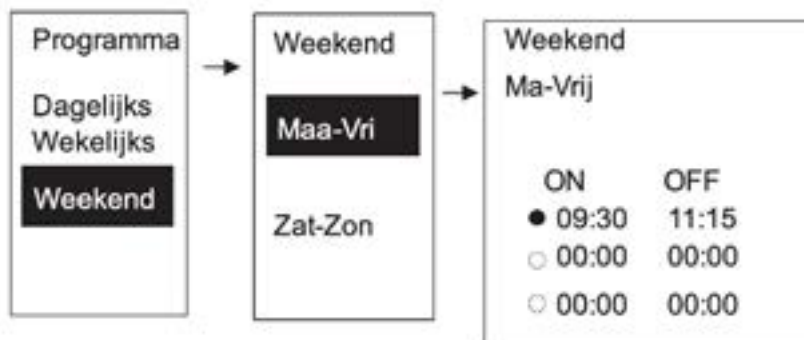 Programma
Dagelijks
Wekelijks
Weekend
Weekend
Maa-Vri
Zat-Zon
Weekend
Ma-Vrij
ON OFF
09:30 11:15
00:00 00:00
00:00 00:00